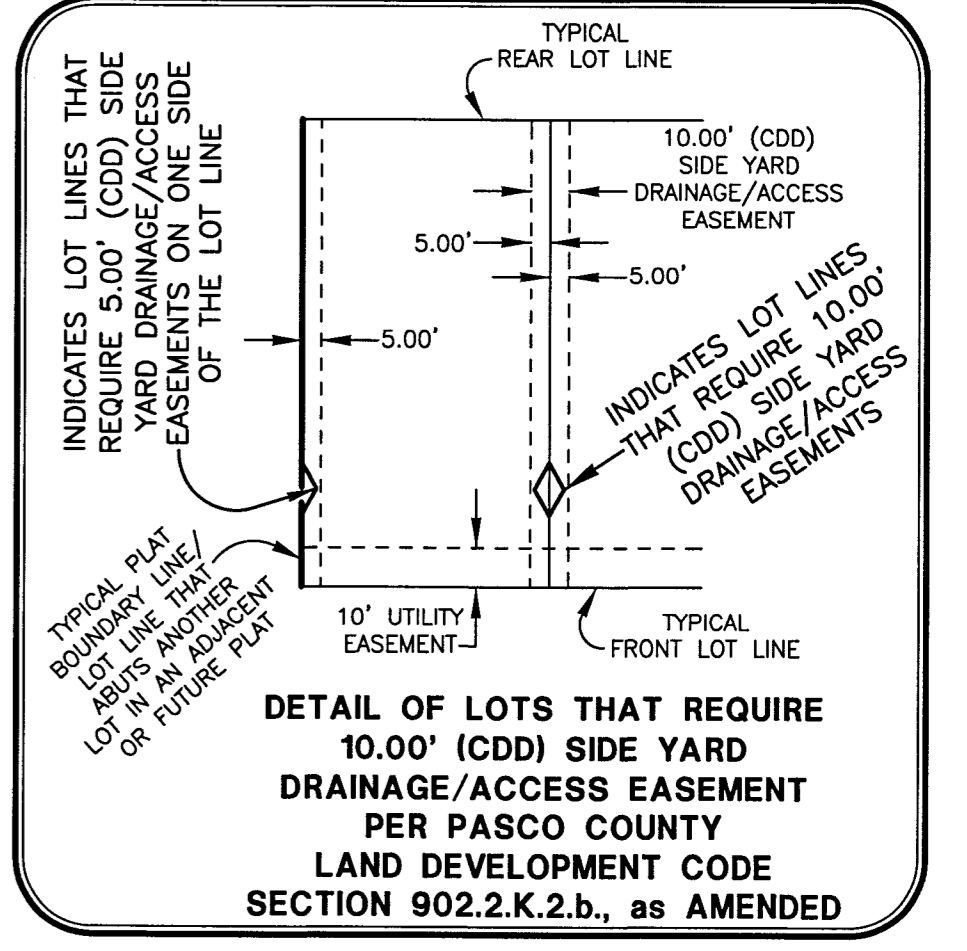 TYPICAL
REAR LOT LINE
INDICATES LOT LINES THAT
REQUIRE 5.00' (CDD) SIDE
YARD DRAINAGE/ACCESS
EASEMENTS ON ONE SIDE
OF THE LOT LINE
10.00' (CDD)
SIDE YARD
DRAINAGE/ACCESS
EASEMENT
5.00'
5.00'
5.00'
INDICATES LOT LINES
THAT REQUIRE 10.00'
(CDD) SIDE YARD
DRAINAGE/ACCESS
EASEMENTS
TYPICAL PLAT
BOUNDARY LINE/
LOT LINE THAT
ABUTS ANOTHER
LOT IN AN ADJACENT
OR FUTURE PLAT
10' UTILITY
EASEMENT
TYPICAL
FRONT LOT LINE
DETAIL OF LOTS THAT REQUIRE
10.00' (CDD) SIDE YARD
DRAINAGE/ACCESS EASEMENT
PER PASCO COUNTY
LAND DEVELOPMENT CODE
SECTION 902.2.K.2.b., as AMENDED